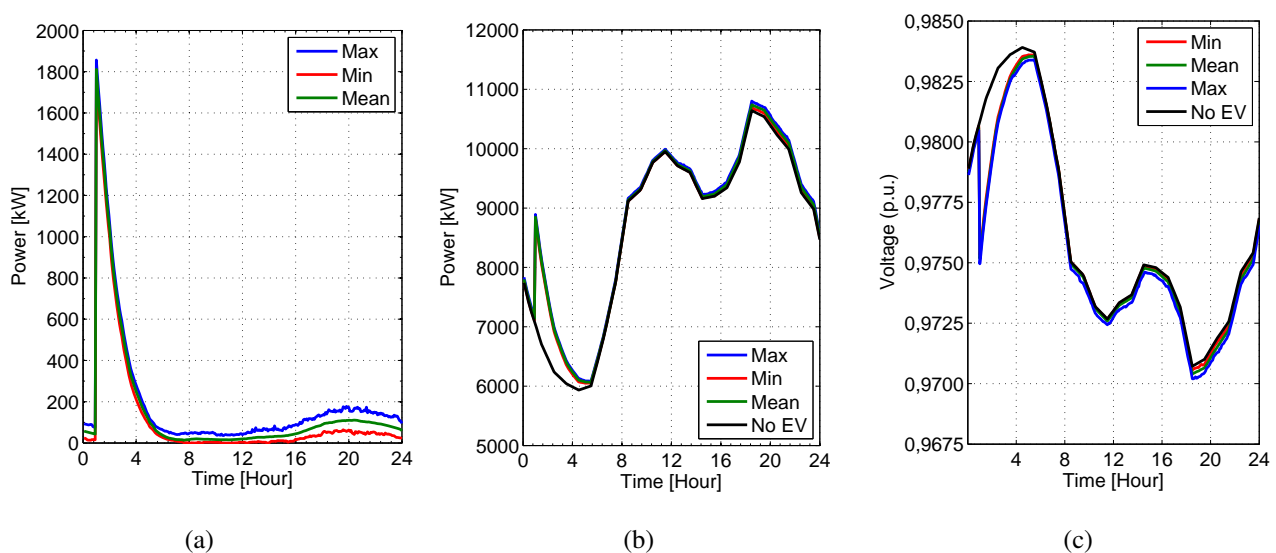 2000
1800
1600
1400
1200
1000
800
600
400
200
0
Power [kW]
0 4 8 12 16 20 24
Time [Hour]
Max
Min
Mean
(a)
12000
11000
10000
9000
8000
7000
6000
5000
Power [kW]
0 4 8 12 16 20 24
Time [Hour]
Max
Min
Mean
No EV
(b)
0,9850
0,9825
0,9800
0,9775
0,9750
0,9725
0,9700
0,9675
Voltage (p.u.)
4 8 12 16 20 24
Time [Hour]
Min
Mean
Max
No EV
(c)